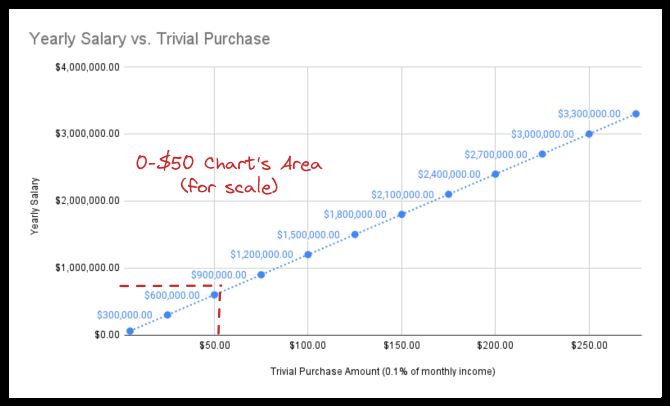 Yearly Salary vs. Trivial Purchase
$4,000,000.00
$3,300,000.00
$3,000,000.00
$3,000,000.00
$2,700,000.00
$2,400,000.00
0-$50 Chart's Area
(for scale)
$2,100,000.00
$2,000,000.00
$1,800,000.00
$1,500,000.00
$1,200,000.00
$1,000,000.00
$900,000.00
$600,000.00
$300,000.00
$0.00
Yearly Salary
$50.00 $100.00 $150.00 $200.00 $250.00
Trivial Purchase Amount (0.1% of monthly income)